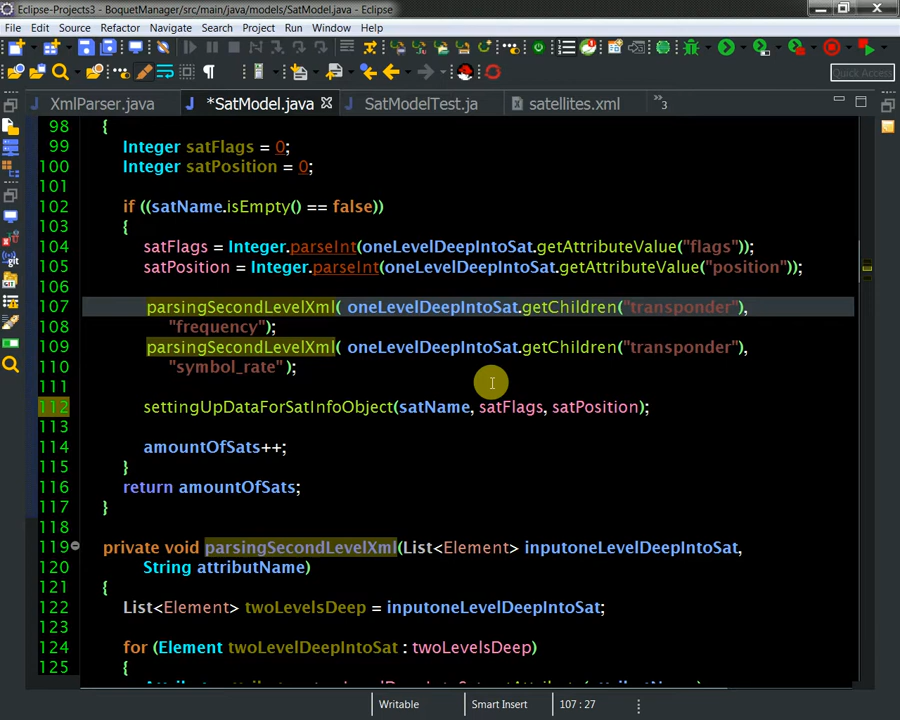 Eclipse-Projects3 - BoquetManager/src/main/java/models/SatModel.java - Eclipse
File Edit Source Refactor Navigate Search Project Run Window Help
Quick Access
XmlParser.java *SatModel.java SatModelTest.ja satellites.xml »3
98 {
99 Integer satFlags = 0;
100 Integer satPosition = 0;
101
102 if ((satName.isEmpty() == false))
103 {
104 satFlags = Integer.parseInt(oneLevelDeepIntoSat.getAttributeValue("flags"));
105 satPosition = Integer.parseInt(oneLevelDeepIntoSat.getAttributeValue("position"));
106
107 parsingSecondLevelXml( oneLevelDeepIntoSat.getChildren("transponder"),
108 "frequency");
109 parsingSecondLevelXml( oneLevelDeepIntoSat.getChildren("transponder"),
110 "symbol_rate" );
111
112 settingUpDataForSatInfoObject(satName, satFlags, satPosition);
113
114 amountOfSats++;
115 }
116 return amountOfSats;
117 }
118
119 private void parsingSecondLevelXml(List<Element> inputoneLevelDeepIntoSat,
120 String attributName)
121 {
122 List<Element> twoLevelsDeep = inputoneLevelDeepIntoSat;
123
124 for (Element twoLevelDeepIntoSat : twoLevelsDeep)
125 {
Writable Smart Insert 107 : 27